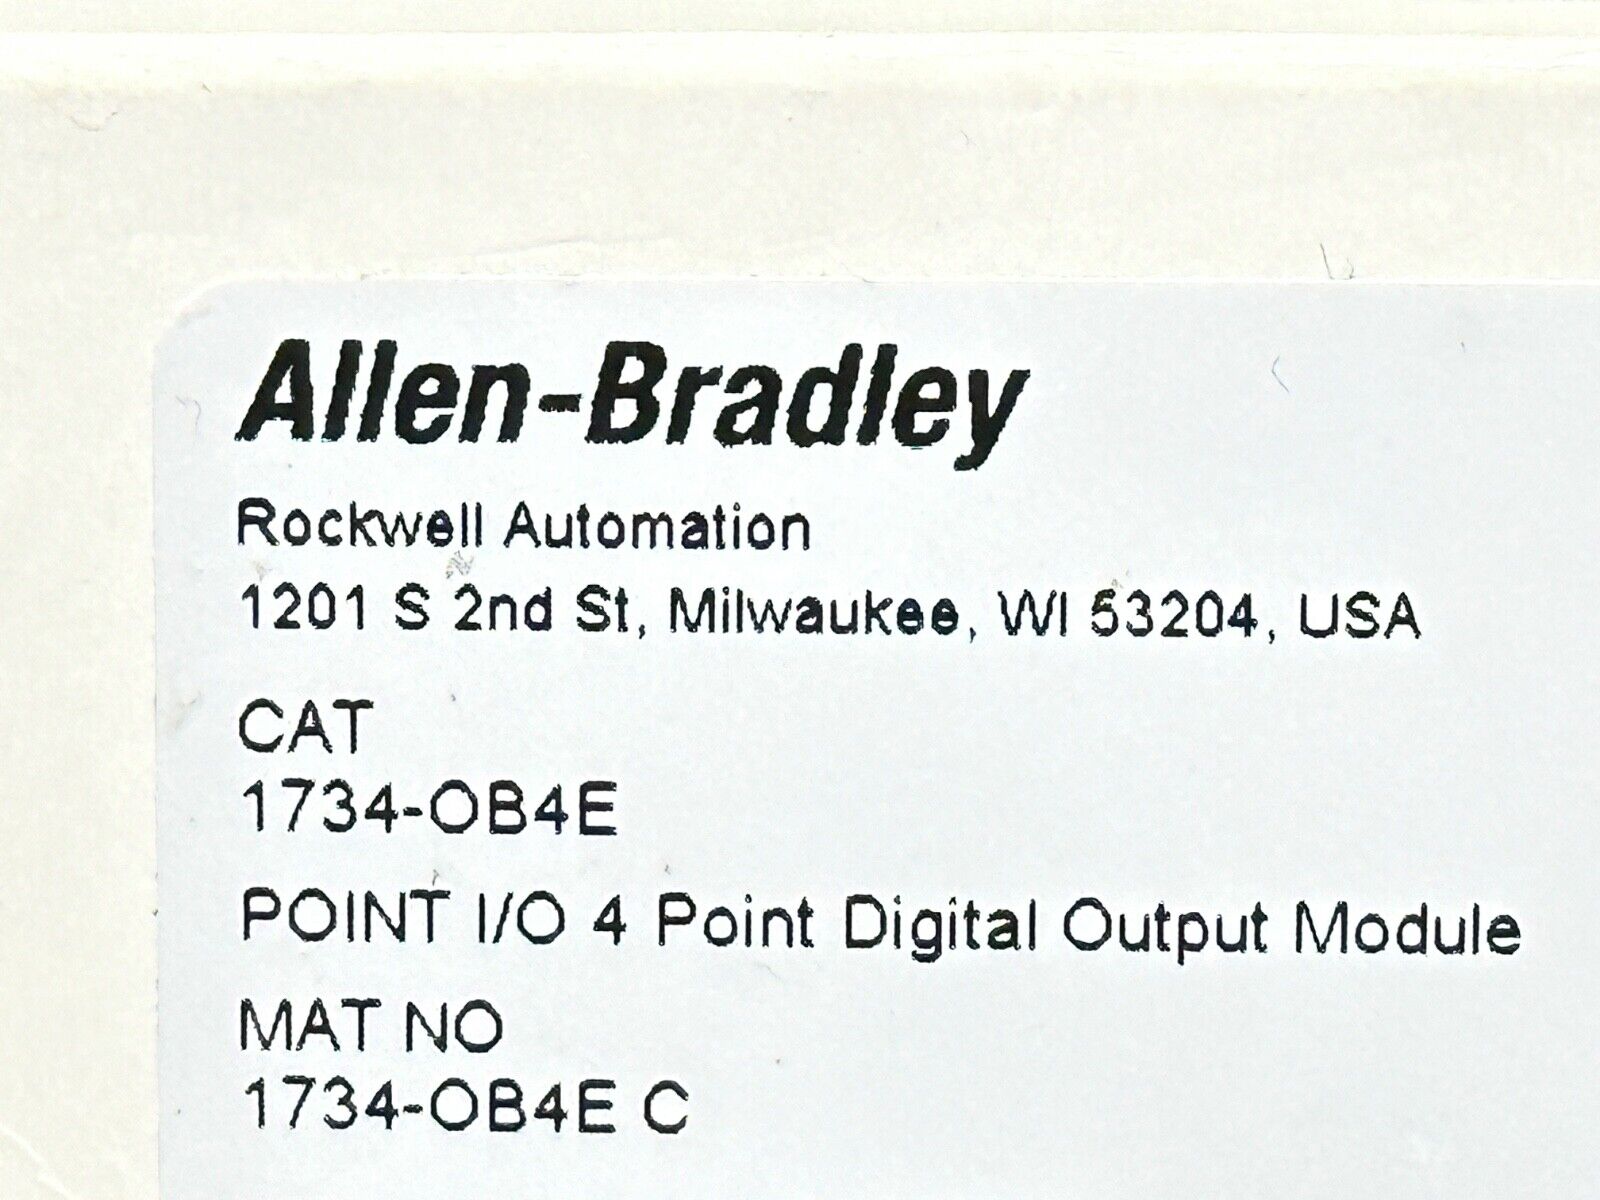 Allen-Bradley
Rockwell Automation
1201 S 2nd St, Milwaukee, WI 53204, USA
CAT
1734-OB4E
POINT I/O 4 Point Digital Output Module
MAT NO
1734-OB4E C